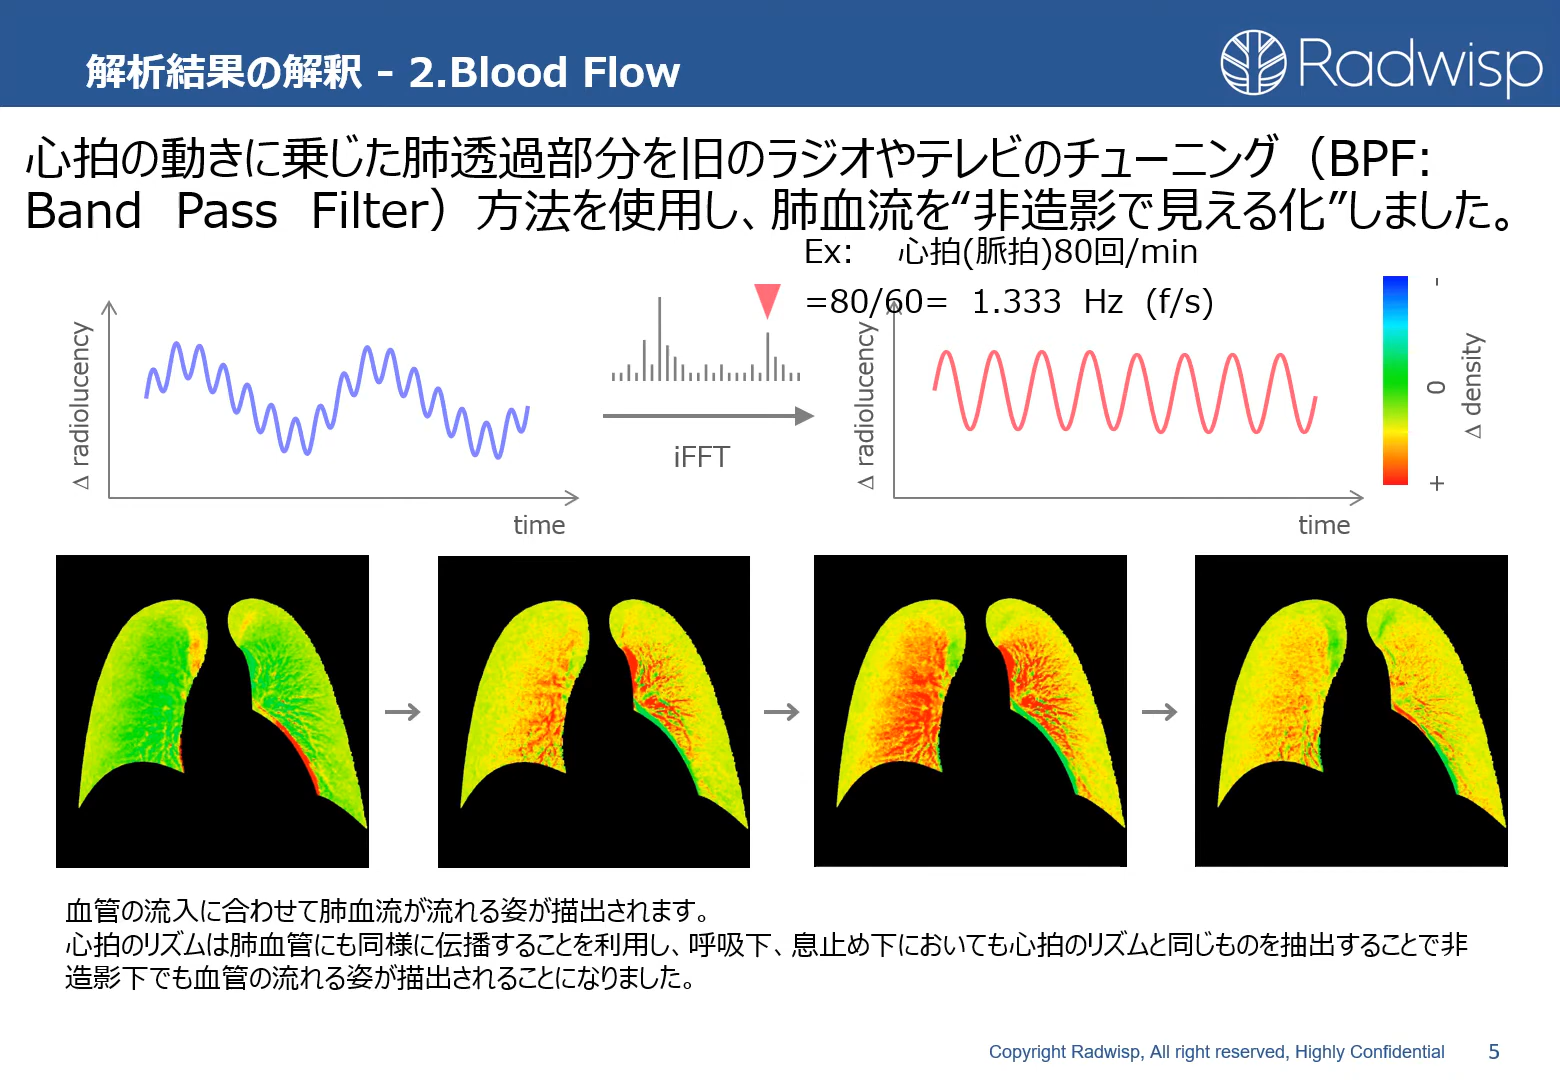 解析結果の解釈 - 2.Blood Flow
Radwisp
心拍の動きに乗じた肺透過部分を旧のラジオやテレビのチューニング（BPF:
Band Pass Filter）方法を使用し、肺血流を“非造影で見える化”しました。
Ex: 心拍(脈拍)80回/min
=80/60= 1.333 Hz (f/s)
Δ radiolucency
time
iFFT
Δ radiolucency
time
-
0
+
Δ density
血管の流入に合わせて肺血流が流れる姿が描出されます。
心拍のリズムは肺血管にも同様に伝播することを利用し、呼吸下、息止め下においても心拍のリズムと同じものを抽出することで非
造影下でも血管の流れる姿が描出されることになりました。
Copyright Radwisp, All right reserved, Highly Confidential
5